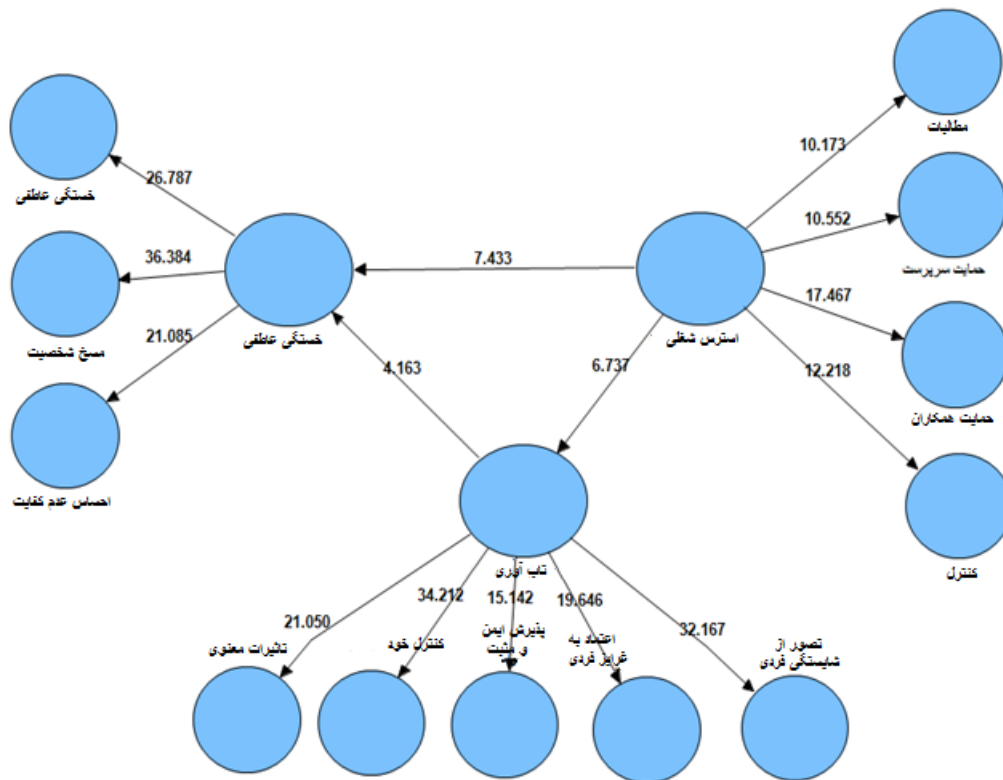 مطالبات
10.173
خستگی عاطفی
26.787
10.552
حمایت سرپرست
36.384
7.433
17.467
مسخ شخصیت
21.085
خستگی عاطفی
استرس شغلی
4.163
6.737
12.218
حمایت همکاران
احساس عدم کفایت
تاب آوری
کنترل
21.050
34.212
15.142
19.646
32.167
تاثیرات معنوی
کنترل خود
پذیرش ایمن
و مثبت
اعتماد به
غرایز فردی
تصور از
شایستگی فردی